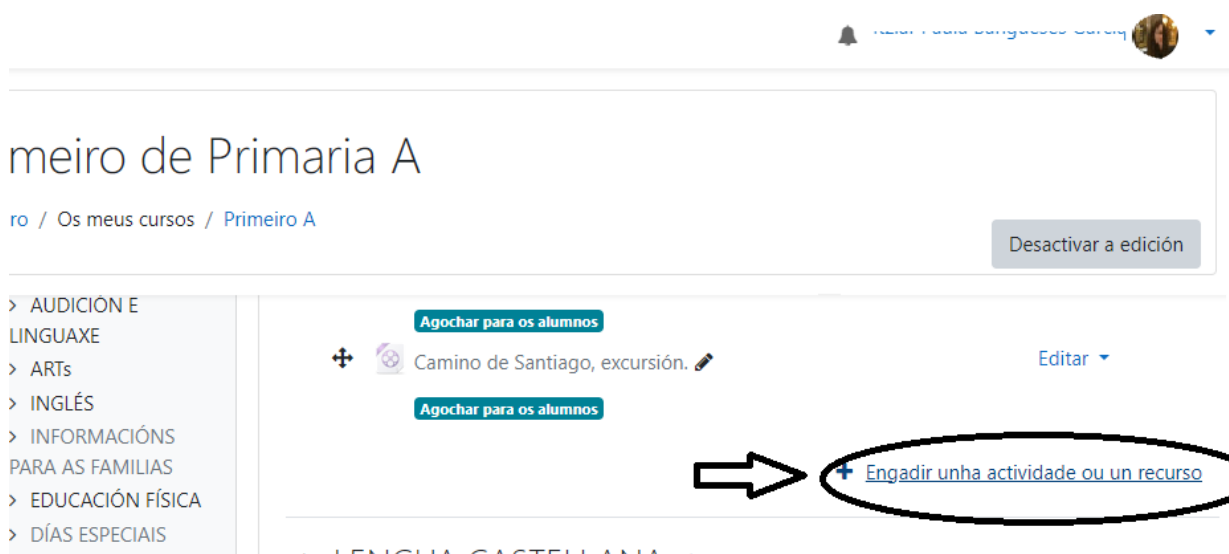 meiro de Primaria A
ro / Os meus cursos / Primeiro A
Desactivar a edición
> AUDICIÓN E
LINGUAXE
> ARTs
> INGLÉS
> INFORMACIÓNS
PARA AS FAMILIAS
> EDUCACIÓN FÍSICA
> DÍAS ESPECIAIS
Agochar para os alumnos
Camino de Santiago, excursión.
Editar
Agochar para os alumnos
+ Engadir unha actividade ou un recurso
LENGUA CASTELLANA